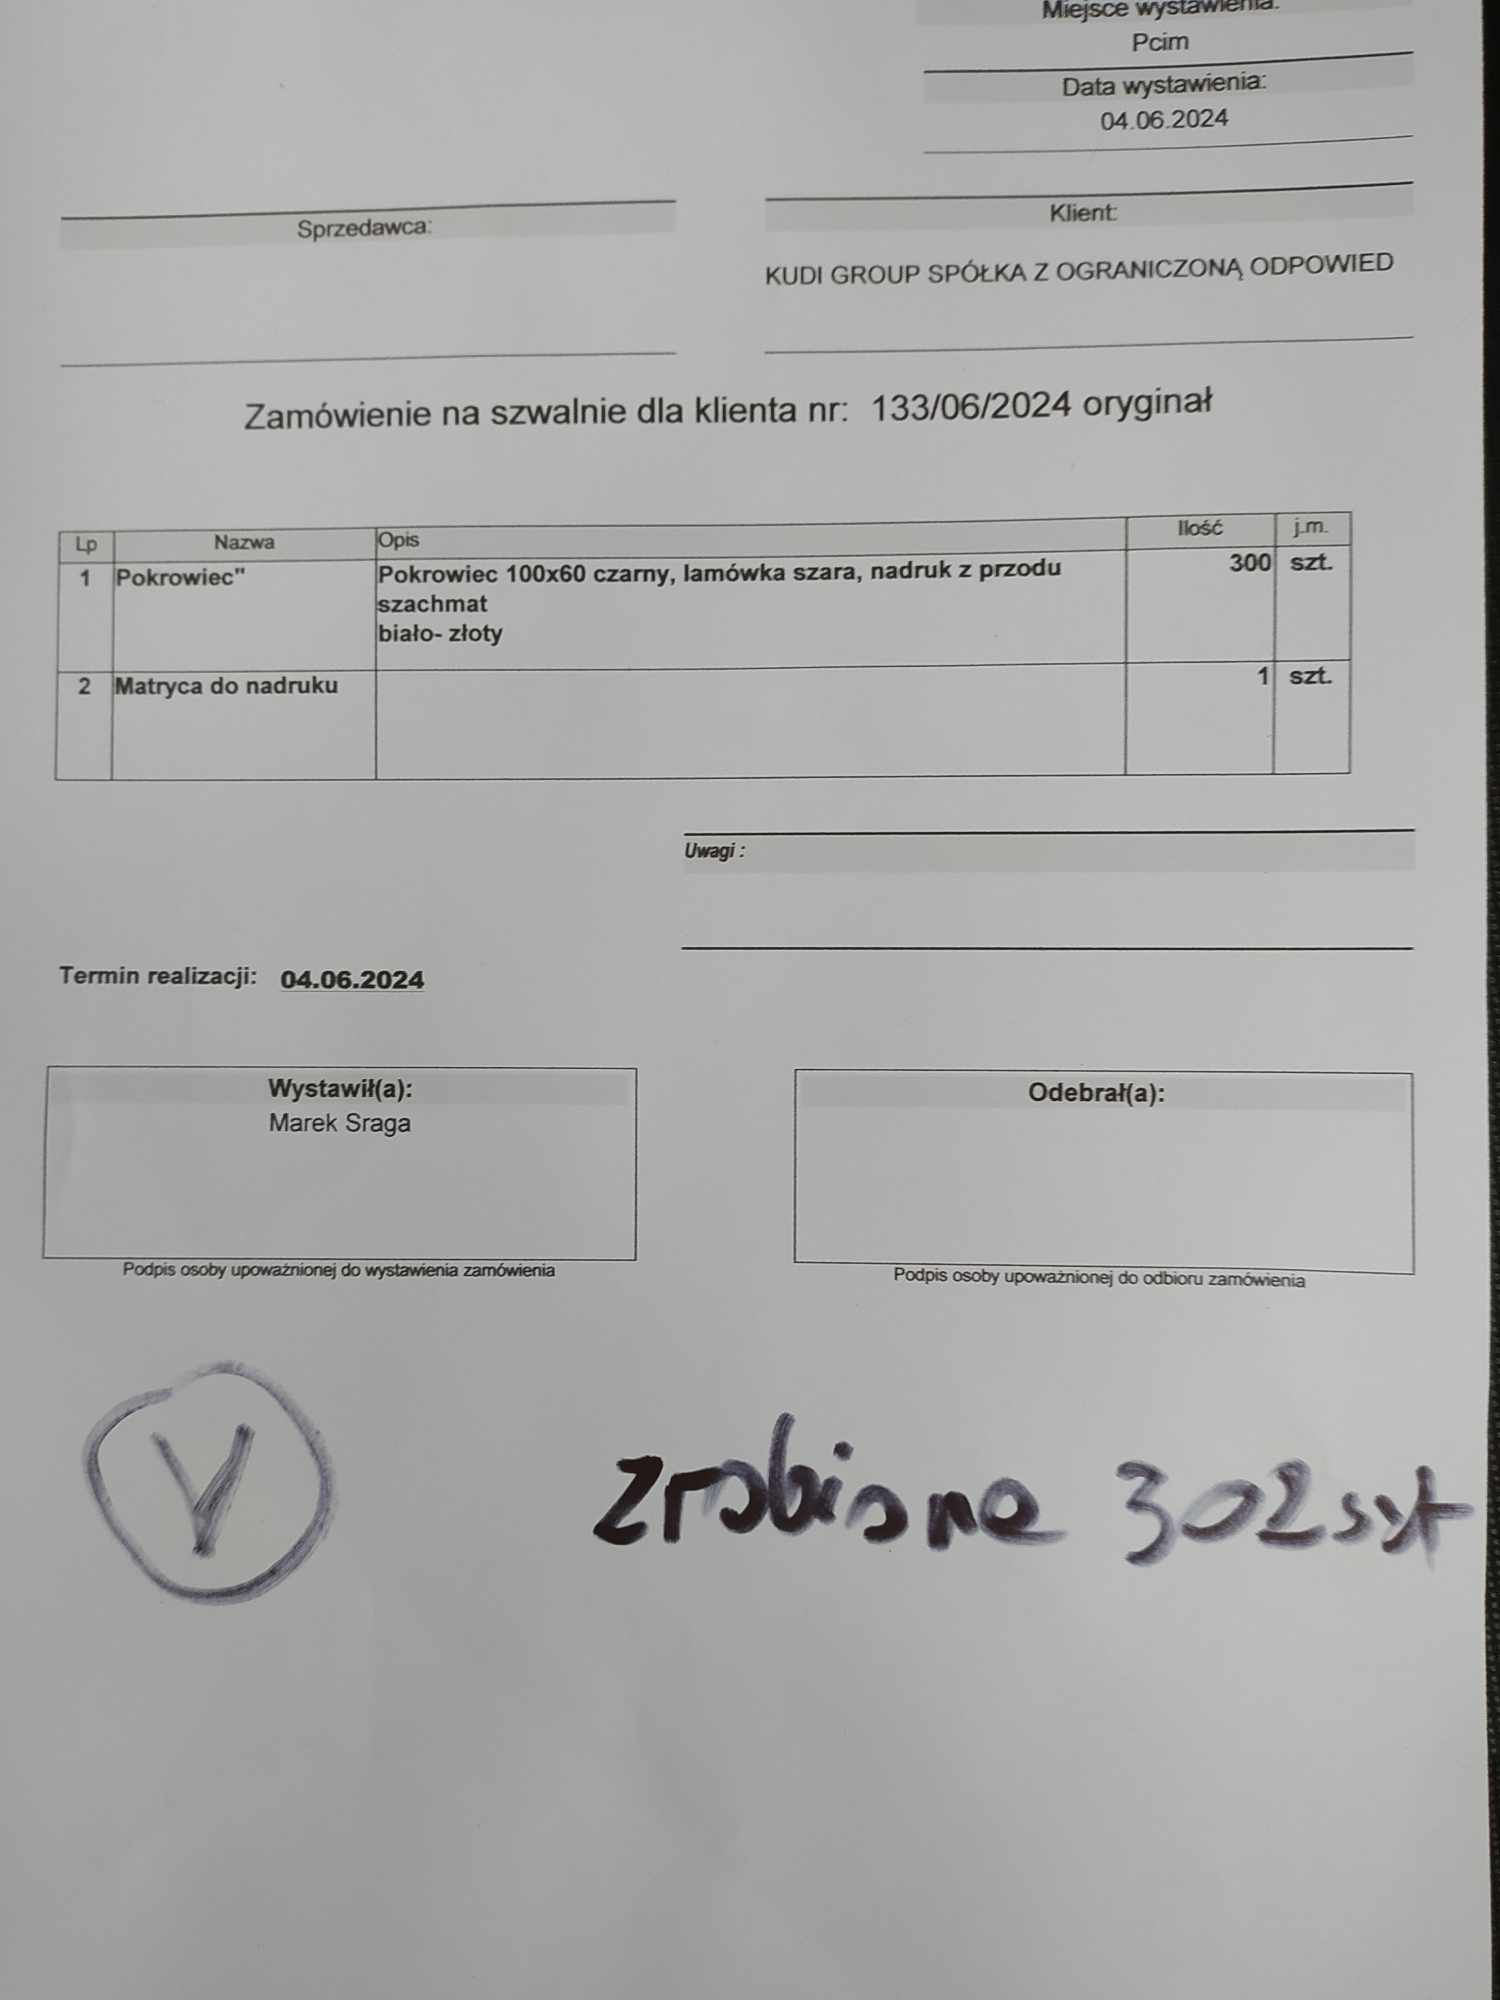 Miejsce wystawienia:
Pcim
Data wystawienia:
04.06.2024
Sprzedawca:
Klient:
KUDI GROUP SPÓŁKA Z OGRANICZONĄ ODPOWIED
Zamówienie na szwalnie dla klienta nr: 133/06/2024 oryginał
Lp Nazwa Opis Ilość j.m.
1 Pokrowiec" Pokrowiec 100x60 czarny, lamówka szara, nadruk z przodu 300 szt.
szachmat
biało- złoty
2 Matryca do nadruku 1 szt.
Uwagi :
Termin realizacji: 04.06.2024
Wystawił(a):
Marek Sraga
Podpis osoby upoważnionej do wystawienia zamówienia
Odebrał(a):
Podpis osoby upoważnionej do odbioru zamówienia
V
zrobione 302 szt